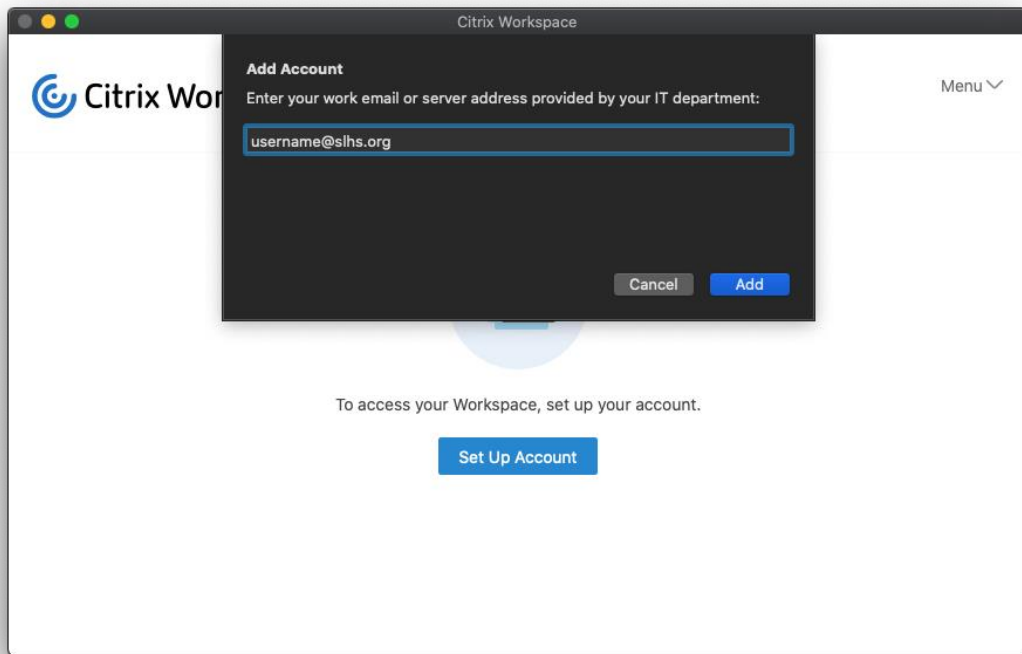 Citrix Workspace
Add Account
Citrix Wor
Enter your work email or server address provided by your IT department:
Menu
username@slhs.org
Cancel
Add
To access your Workspace, set up your account.
Set Up Account